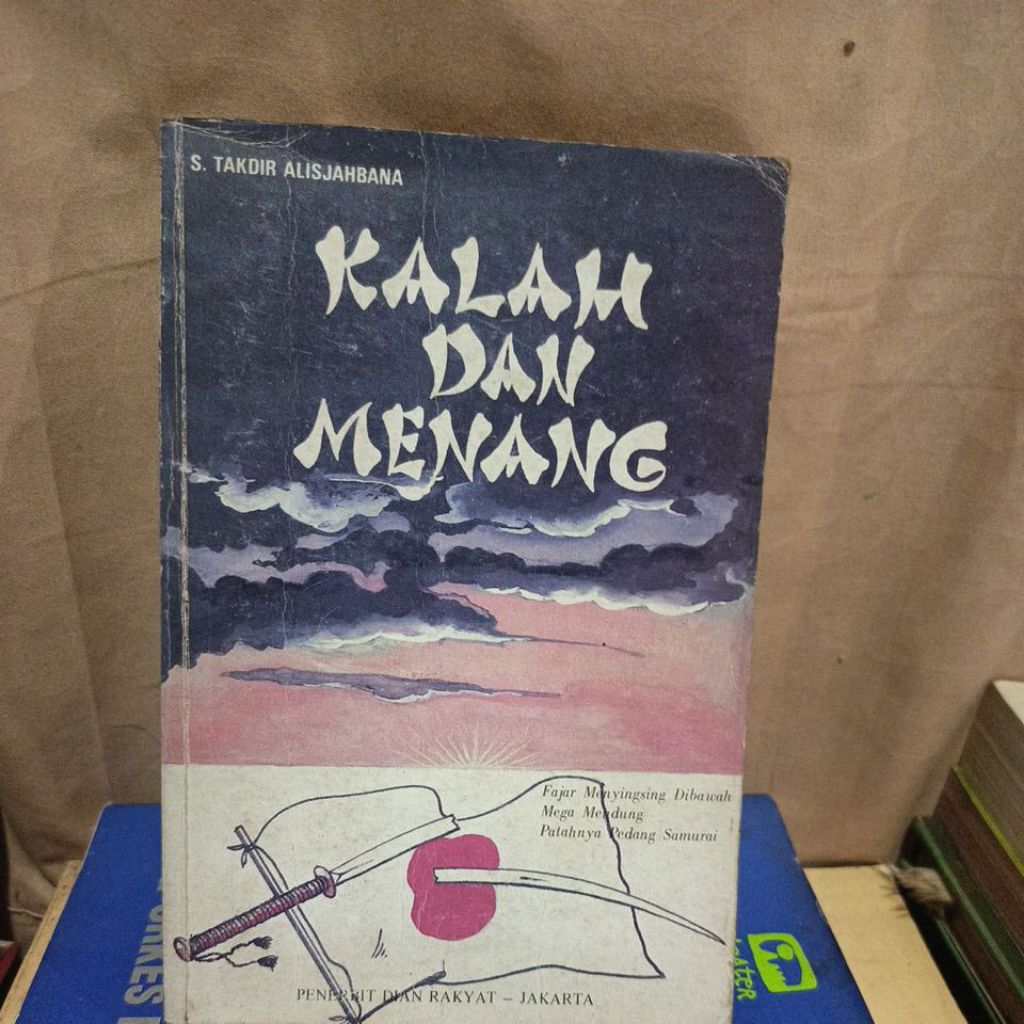 S. TAKDIR ALISJAHBANA
KALAH
DAN
MENANG
Fajar Menyingsing Dibawah
Mega Mendung
Patahnya Pedang Samurai
PENERBIT DIAN RAKYAT – JAKARTA